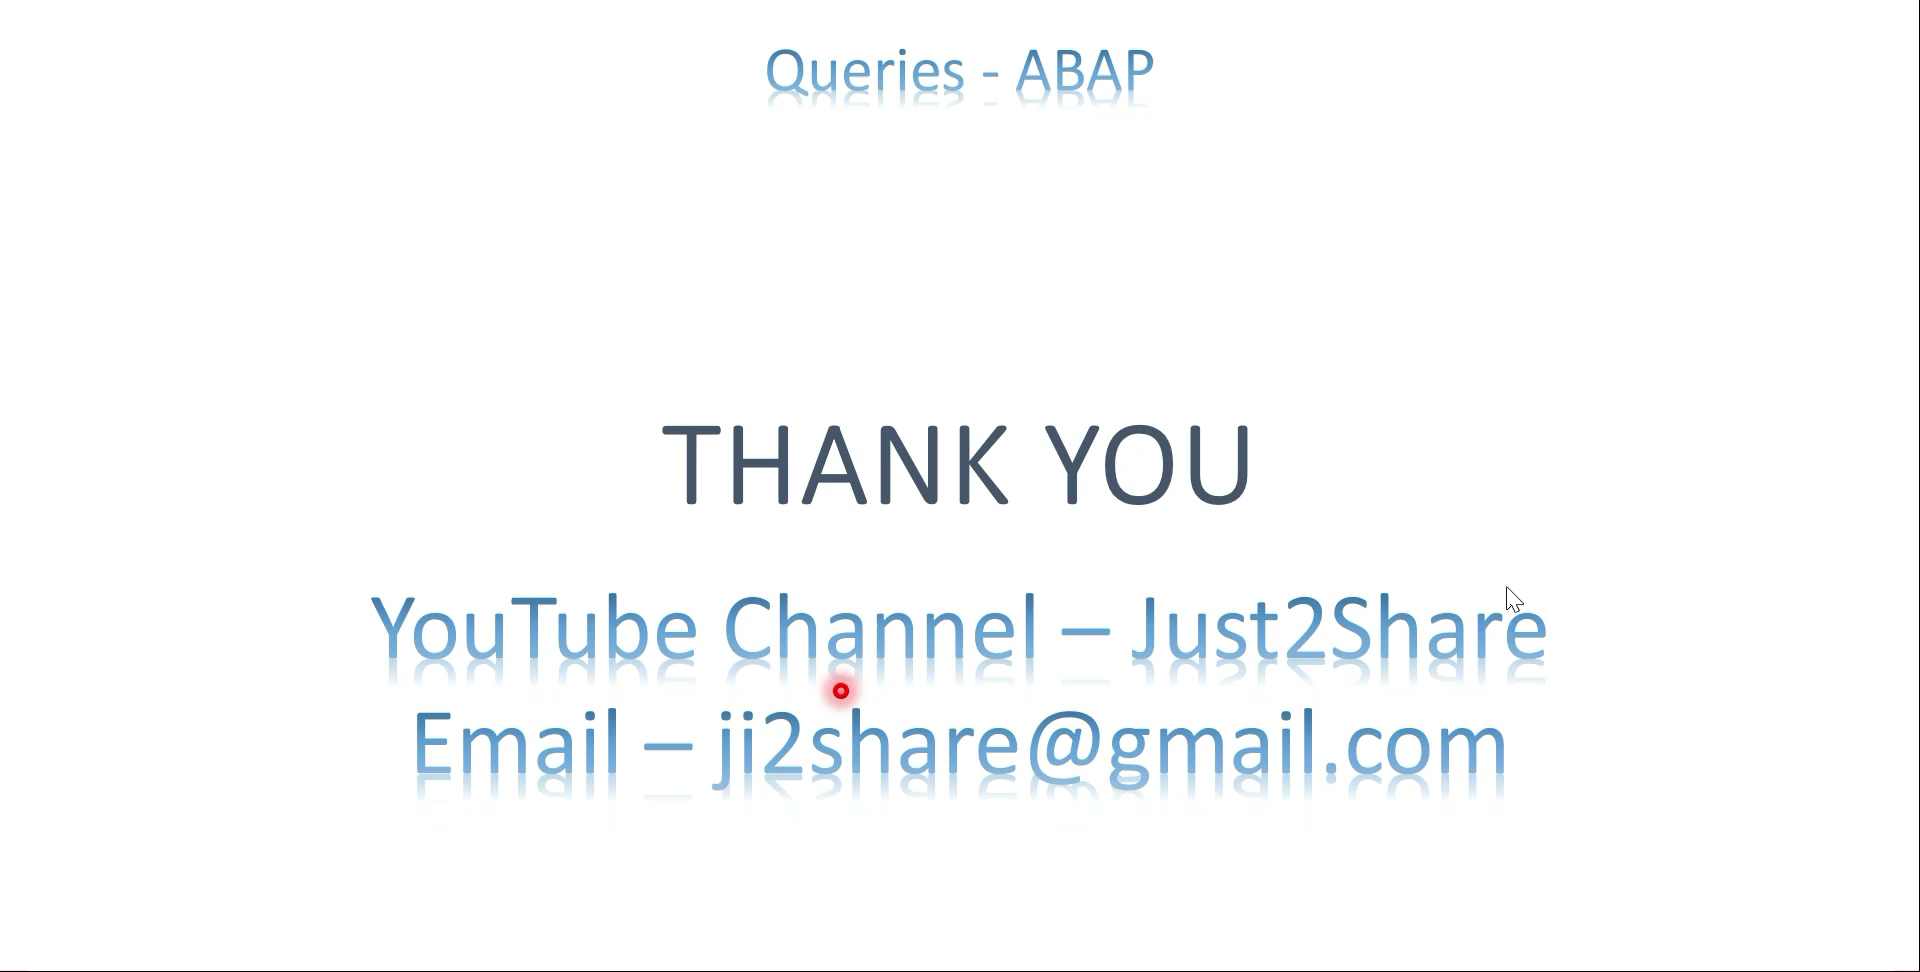 Queries - ABAP
THANK YOU
YouTube Channel – Just2Share
Email – ji2share@gmail.com